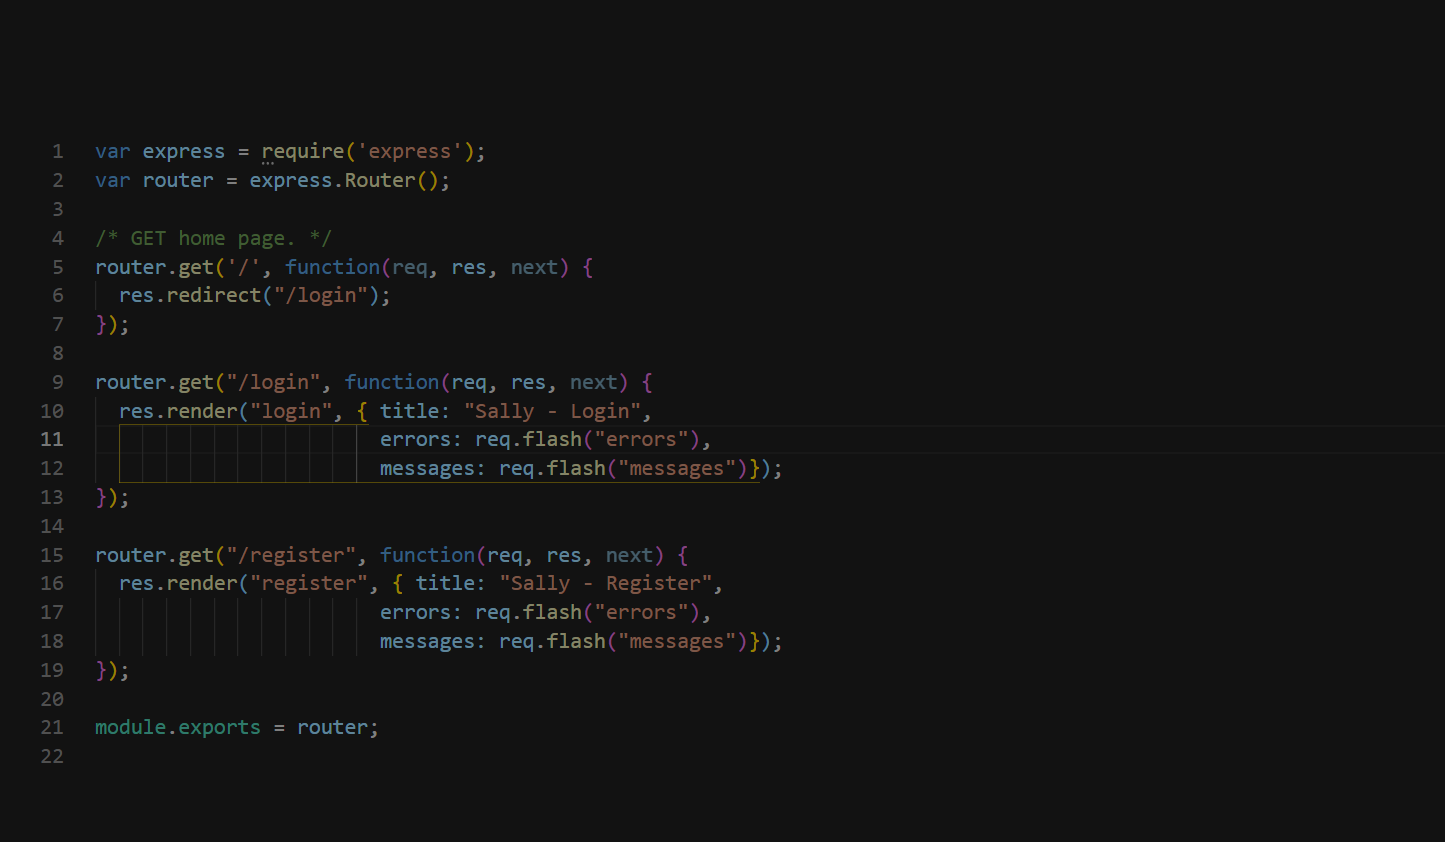 1 var express = require('express');
2 var router = express.Router();
3
4 /* GET home page. */
5 router.get('/', function(req, res, next) {
6   res.redirect("/login");
7 });
8
9 router.get("/login", function(req, res, next) {
10   res.render("login", { title: "Sally - Login",
11                         errors: req.flash("errors"),
12                         messages: req.flash("messages")});
13 });
14
15 router.get("/register", function(req, res, next) {
16   res.render("register", { title: "Sally - Register",
17                         errors: req.flash("errors"),
18                         messages: req.flash("messages")});
19 });
20
21 module.exports = router;
22